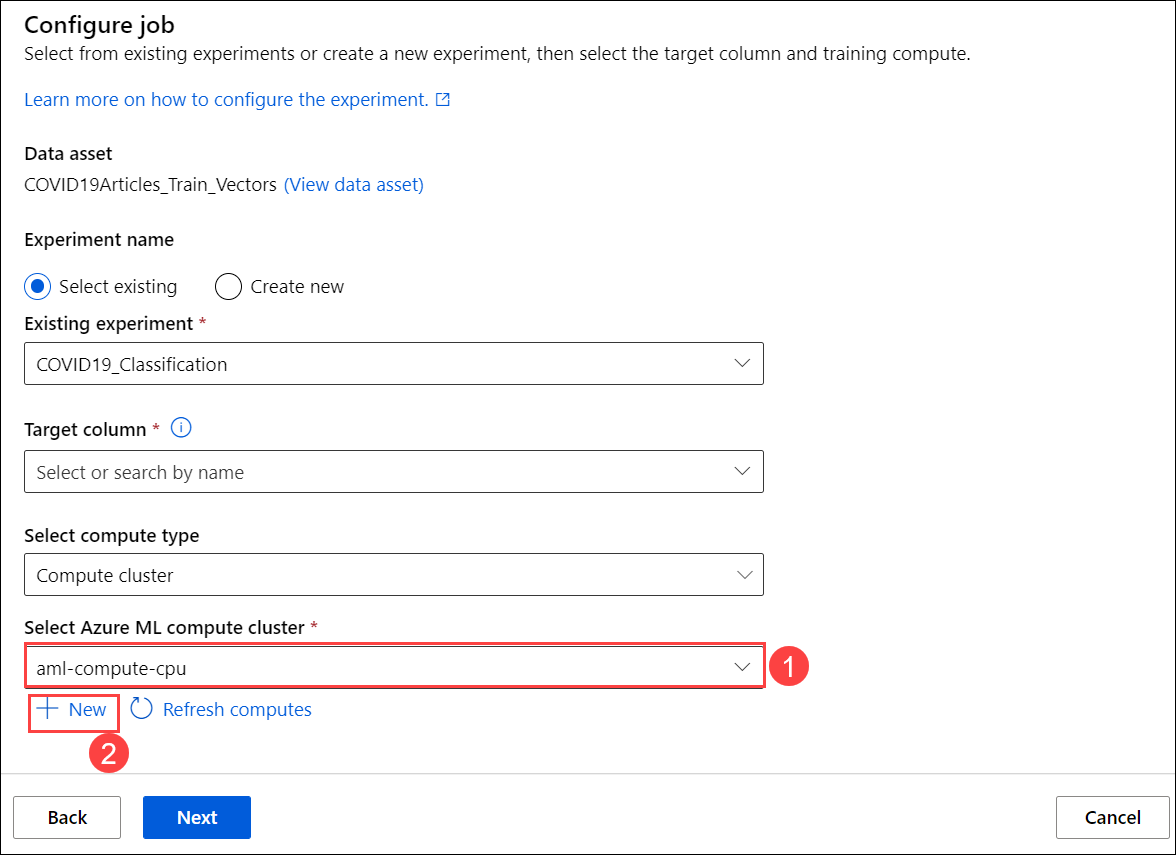 Configure job
Select from existing experiments or create a new experiment, then select the target column and training compute.
Learn more on how to configure the experiment.
Data asset
COVID19Articles_Train_Vectors (View data asset)
Experiment name
Select existing Create new
Existing experiment *
COVID19_Classification
Target column *
Select or search by name
Select compute type
Compute cluster
Select Azure ML compute cluster *
aml-compute-cpu 1
+ New Refresh computes
2
Back Next Cancel